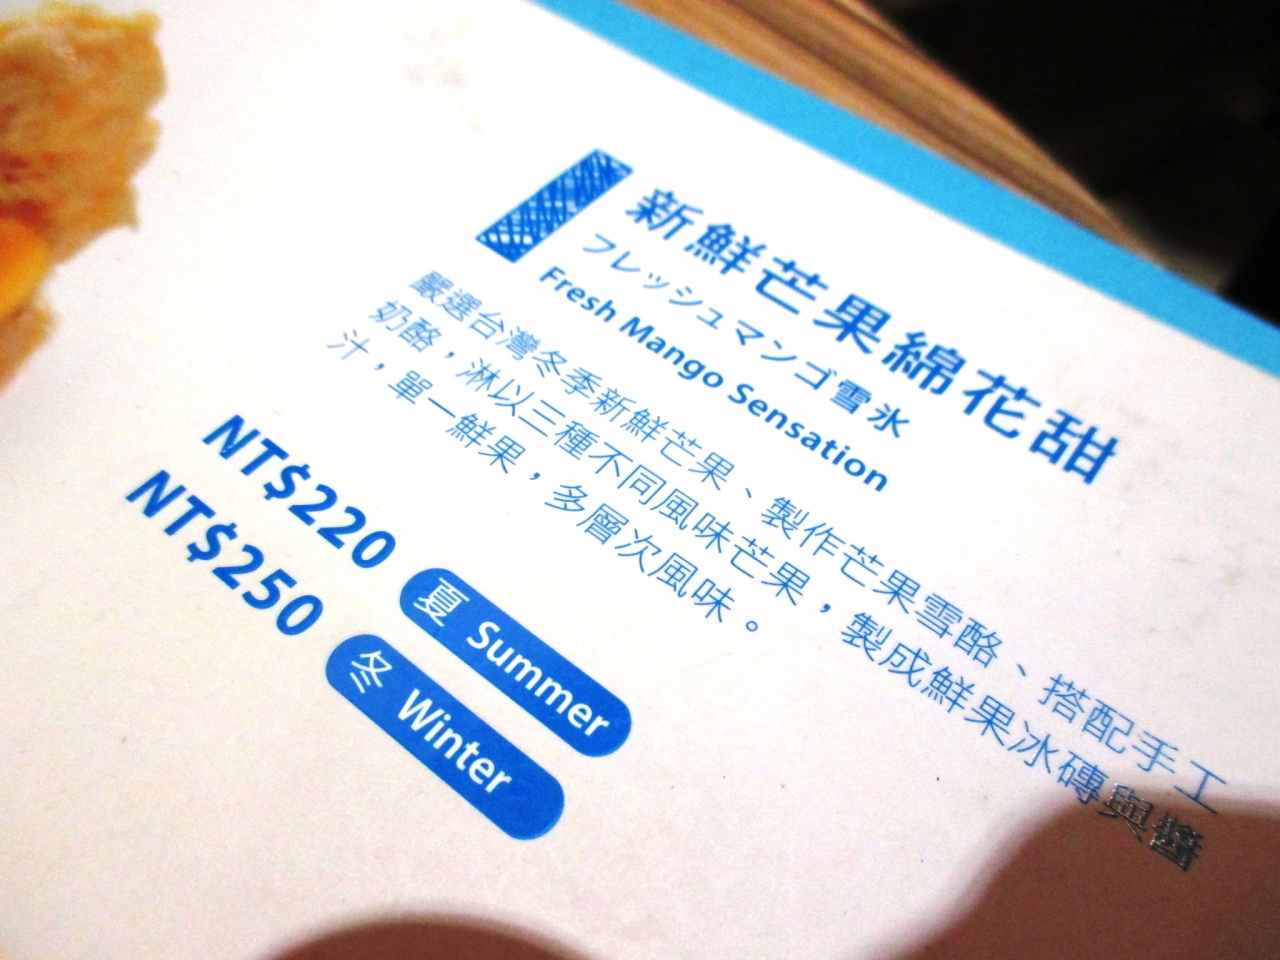 新鮮芒果綿花甜
フレッシュマンゴ雪氷
Fresh Mango Sensation
嚴選台灣冬季新鮮芒果、製作芒果雪酪、搭配手工
奶酪，淋以三種不同風味芒果，製成鮮果冰磚與醬
汁，單一鮮果，多層次風味。
NT$220 夏 Summer
NT$250 冬 Winter